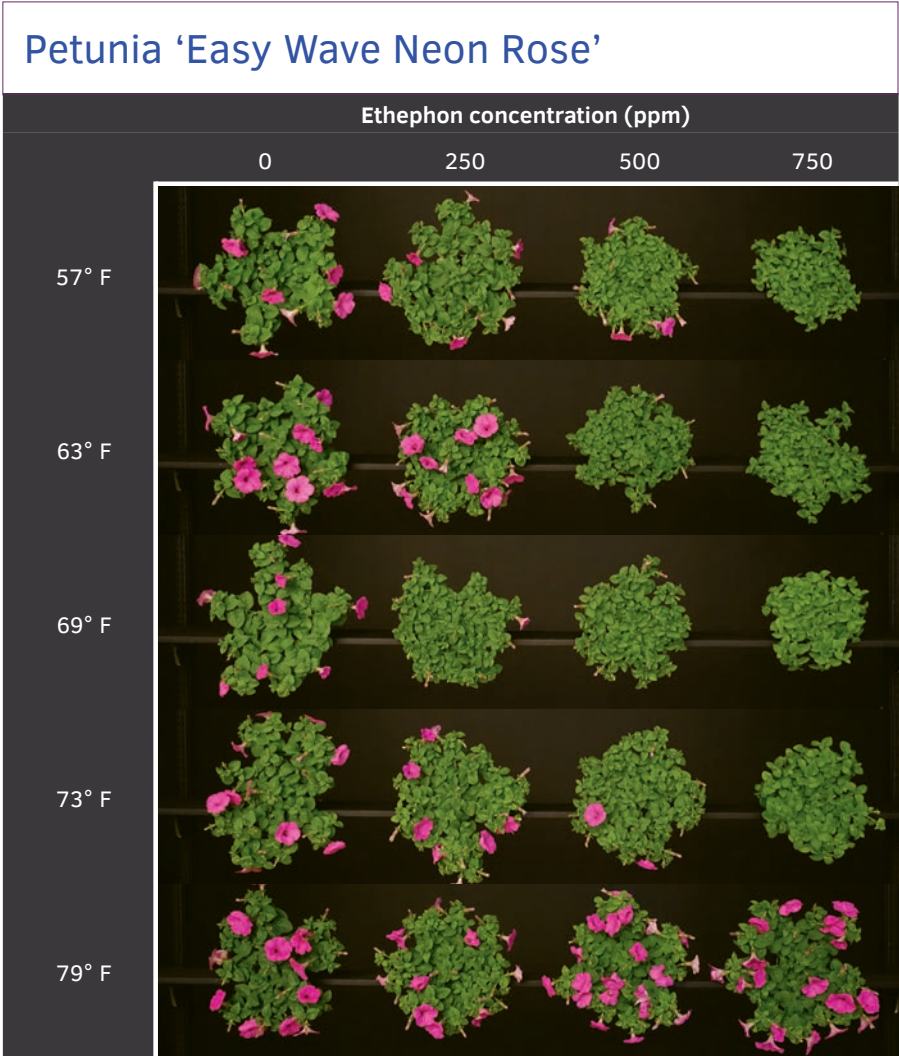 Petunia ‘Easy Wave Neon Rose’
Ethephon concentration (ppm)
0 250 500 750
57° F
63° F
69° F
73° F
79° F